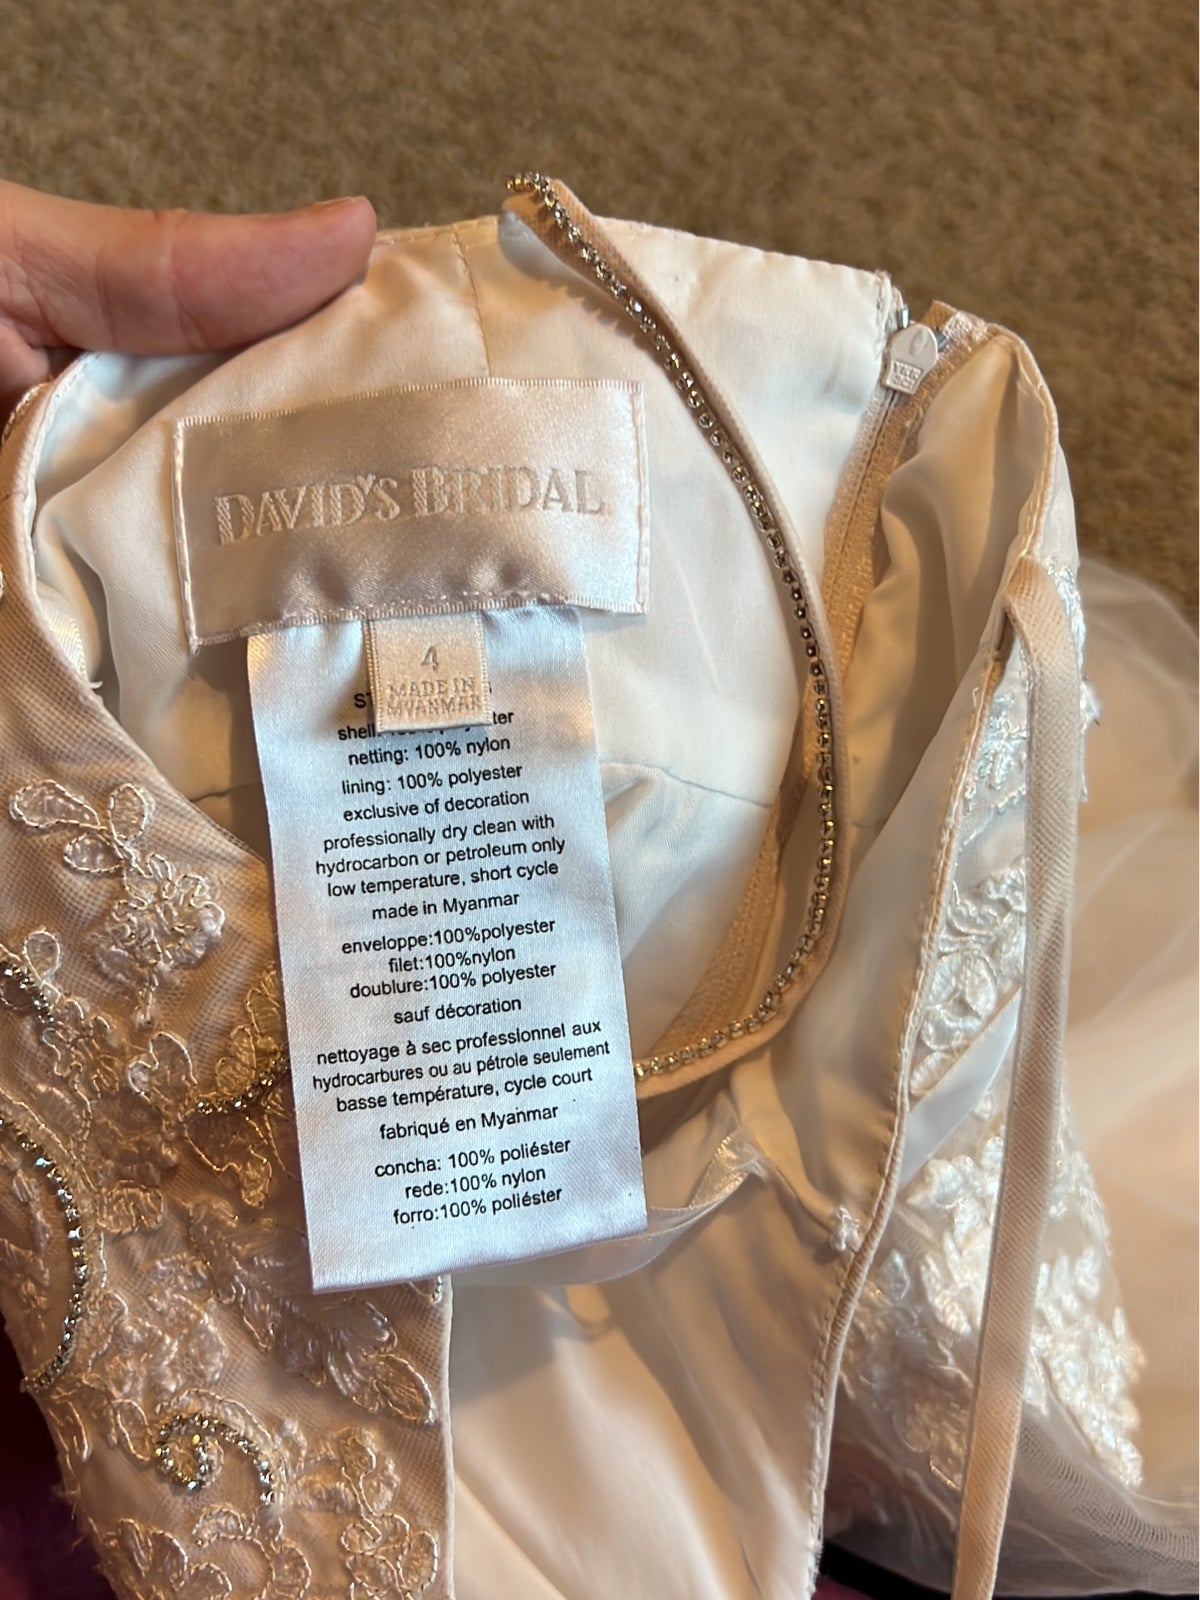 DAVID'S BRIDAL
4
MADE IN
MYANMAR
netting: 100% nylon
lining: 100% polyester
exclusive of decoration
professionally dry clean with
hydrocarbon or petroleum only
low temperature, short cycle
made in Myanmar
enveloppe:100%polyester
filet:100%nylon
doublure:100% polyester
sauf décoration
nettoyage à sec professionnel aux
hydrocarbures ou au pétrole seulement
basse température, cycle court
fabriqué en Myanmar
concha: 100% poliéster
rede:100% nylon
forro:100% poliéster